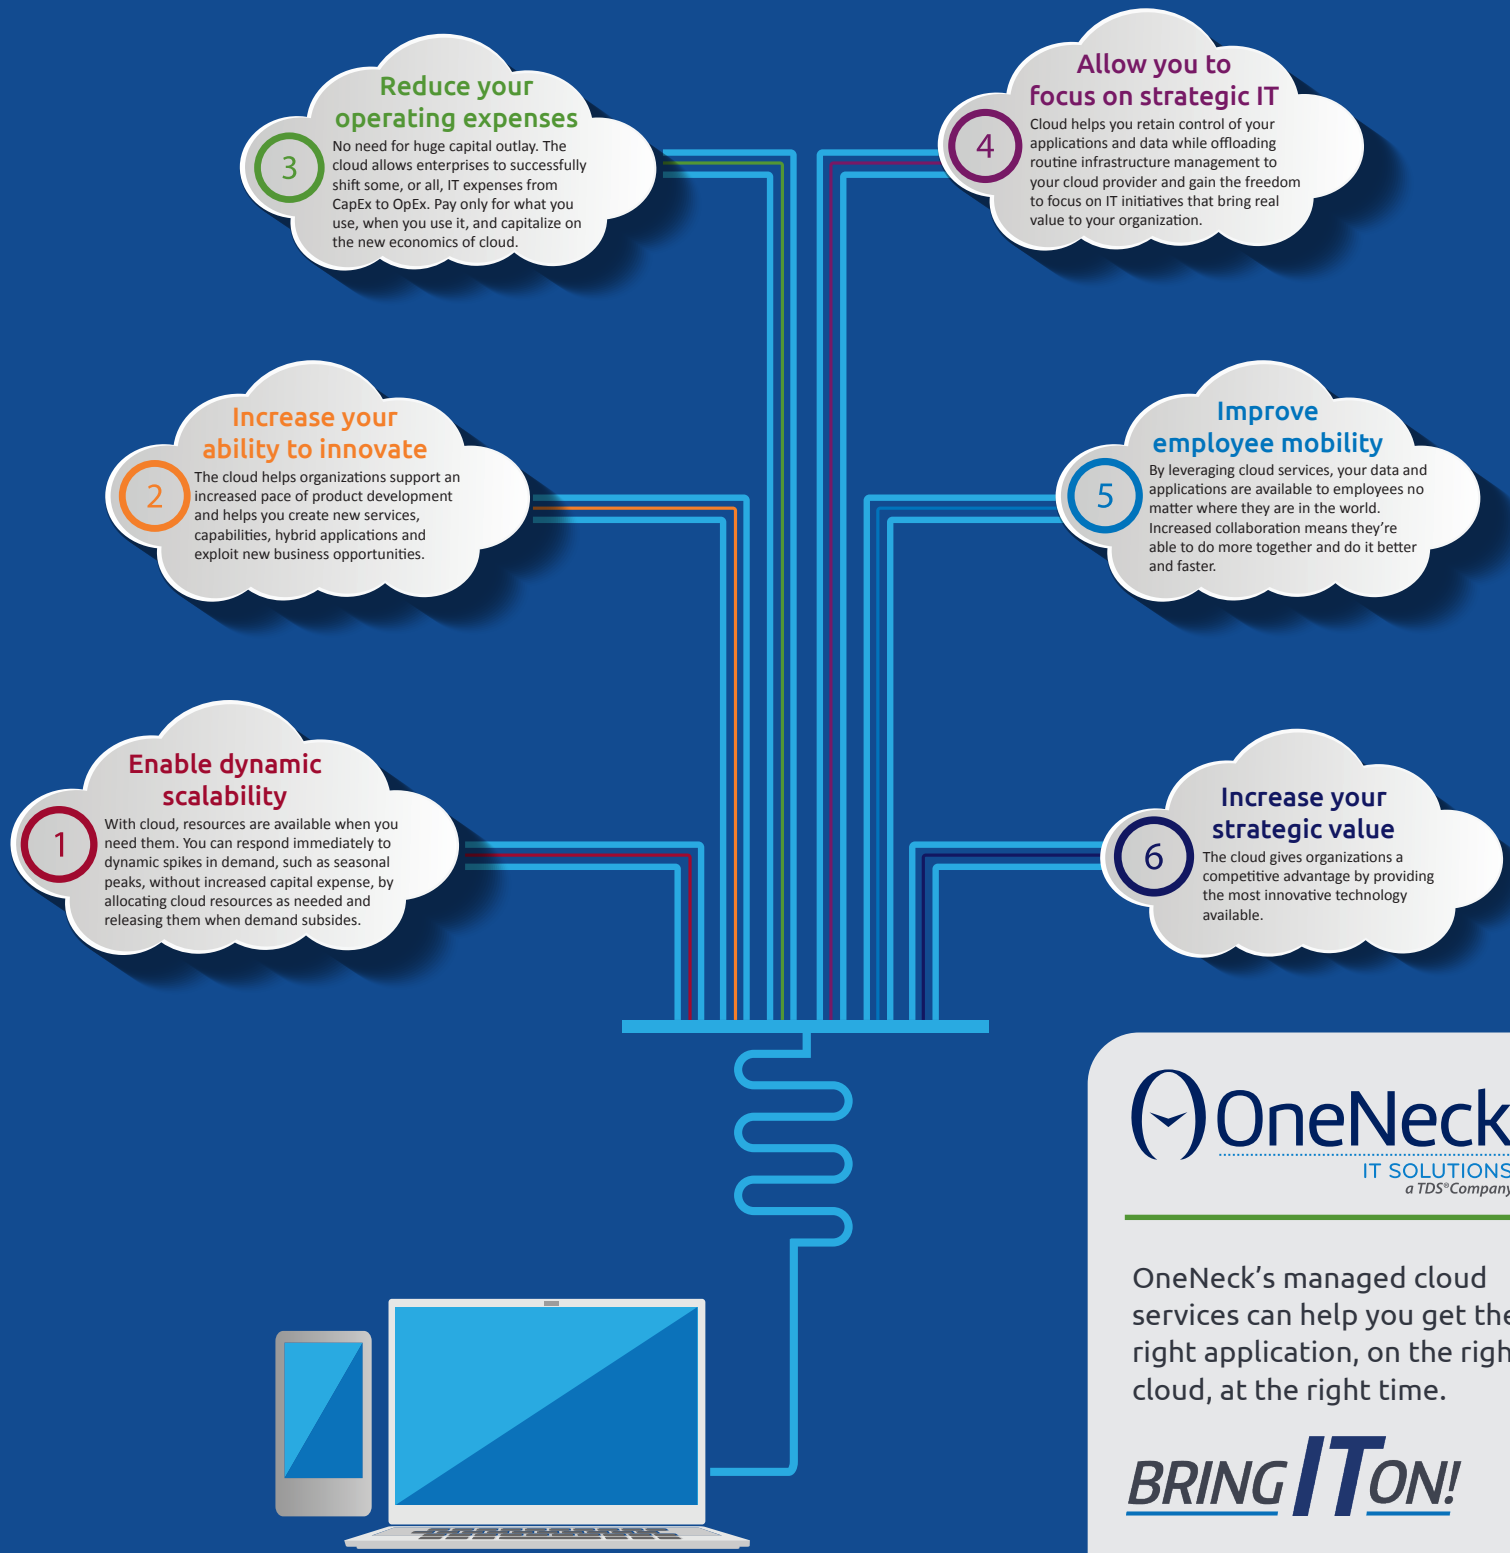 Reduce your
operating expenses
3
No need for huge capital outlay. The
cloud allows enterprises to successfully
shift some, or all, IT expenses from
CapEx to OpEx. Pay only for what you
use, when you use it, and capitalize on
the new economics of cloud.
Allow you to
focus on strategic IT
4
Cloud helps you retain control of your
applications and data while offloading
routine infrastructure management to
your cloud provider and gain the freedom
to focus on IT initiatives that bring real
value to your organization.
Increase your
ability to innovate
2
The cloud helps organizations support an
increased pace of product development
and helps you create new services,
capabilities, hybrid applications and
exploit new business opportunities.
Improve
employee mobility
5
By leveraging cloud services, your data and
applications are available to employees no
matter where they are in the world.
Increased collaboration means they're
able to do more together and do it better
and faster.
Enable dynamic
scalability
1
With cloud, resources are available when you
need them. You can respond immediately to
dynamic spikes in demand, such as seasonal
peaks, without increased capital expense, by
allocating cloud resources as needed and
releasing them when demand subsides.
Increase your
strategic value
6
The cloud gives organizations a
competitive advantage by providing
the most innovative technology
available.
OneNeck
IT SOLUTIONS
a TDS® Company
OneNeck's managed cloud
services can help you get the
right application, on the righ
cloud, at the right time.
BRING IT ON!